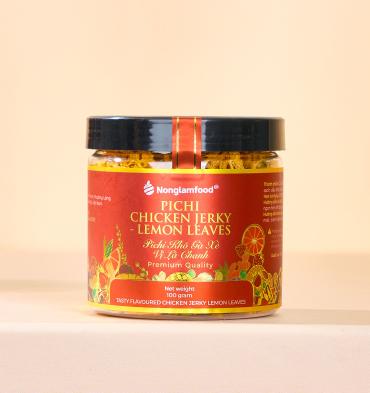 Nonglamfood®
PICHI
CHICKEN JERKY
- LEMON LEAVES
Pichi Khô Gà Xé
Vị Lá Chanh
Premium Quality
Net weight
100 gram
TASTY FLAVOURED CHICKEN JERKY LEMON LEAVES